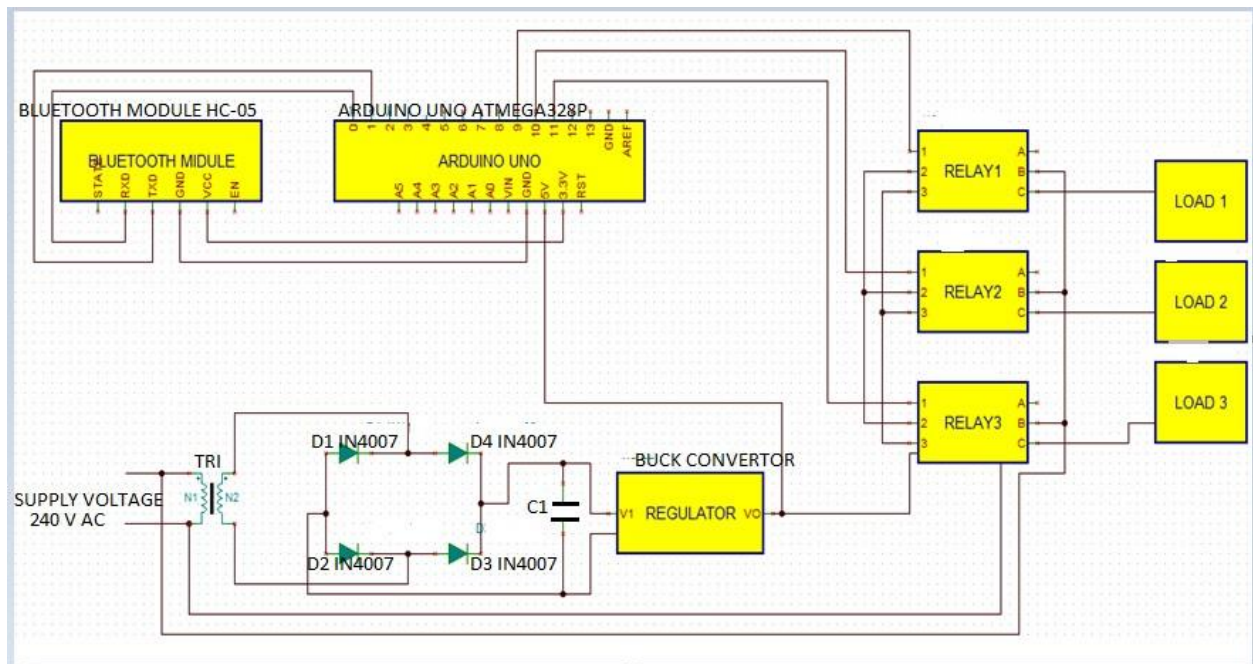 BLUETOOTH MODULE HC-05
BLUETOOTH MIDULE
STATE
RXD
TXD
GND
VCC
EN
ARDUINO UNO ATMEGA328P
0
1
2
3
4
5
6
7
8
9
10
11
12
13
GND
AREF
ARDUINO UNO
A5
A4
A3
A2
A1
A0
VIN
GND
5V
3.3V
RST
1
2
3
RELAY1
A
B
C
LOAD 1
1
2
3
RELAY2
A
B
C
LOAD 2
1
2
3
RELAY3
A
B
C
LOAD 3
SUPPLY VOLTAGE
240 V AC
TRI
N1
N2
D1 IN4007
D4 IN4007
D2 IN4007
D3 IN4007
D
C1
BUCK CONVERTOR
V1
REGULATOR
VO